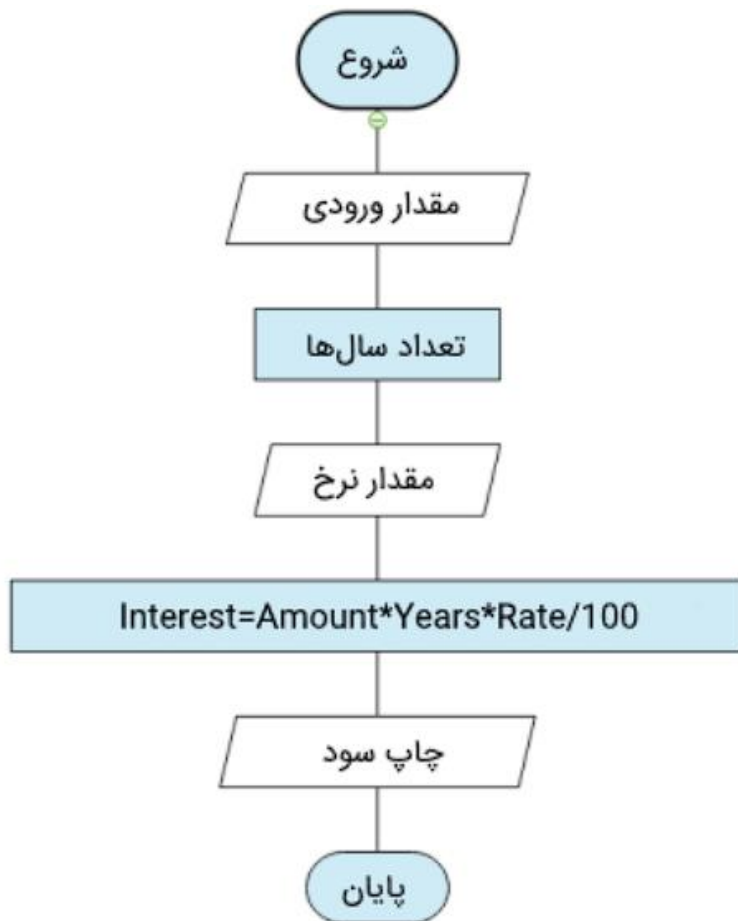 شروع
مقدار ورودی
تعداد سال‌ها
مقدار نرخ
Interest=Amount*Years*Rate/100
چاپ سود
پایان